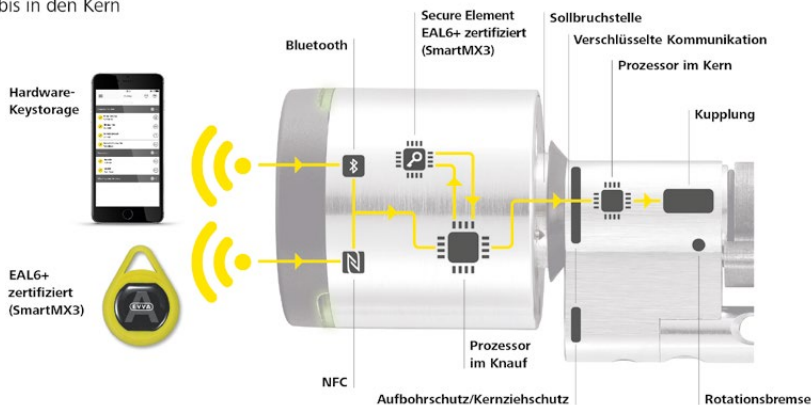 bis in den Kern
Secure Element
EAL6+ zertifiziert
(SmartMX3)
Sollbruchstelle
Bluetooth
Verschlüsselte Kommunikation
Prozessor im Kern
Hardware-
Keystorage
Kupplung
EAL6+
zertifiziert
(SmartMX3)
EVVA
Prozessor
im Knauf
NFC
Aufbohrschutz/Kernziehschutz
Rotationsbremse